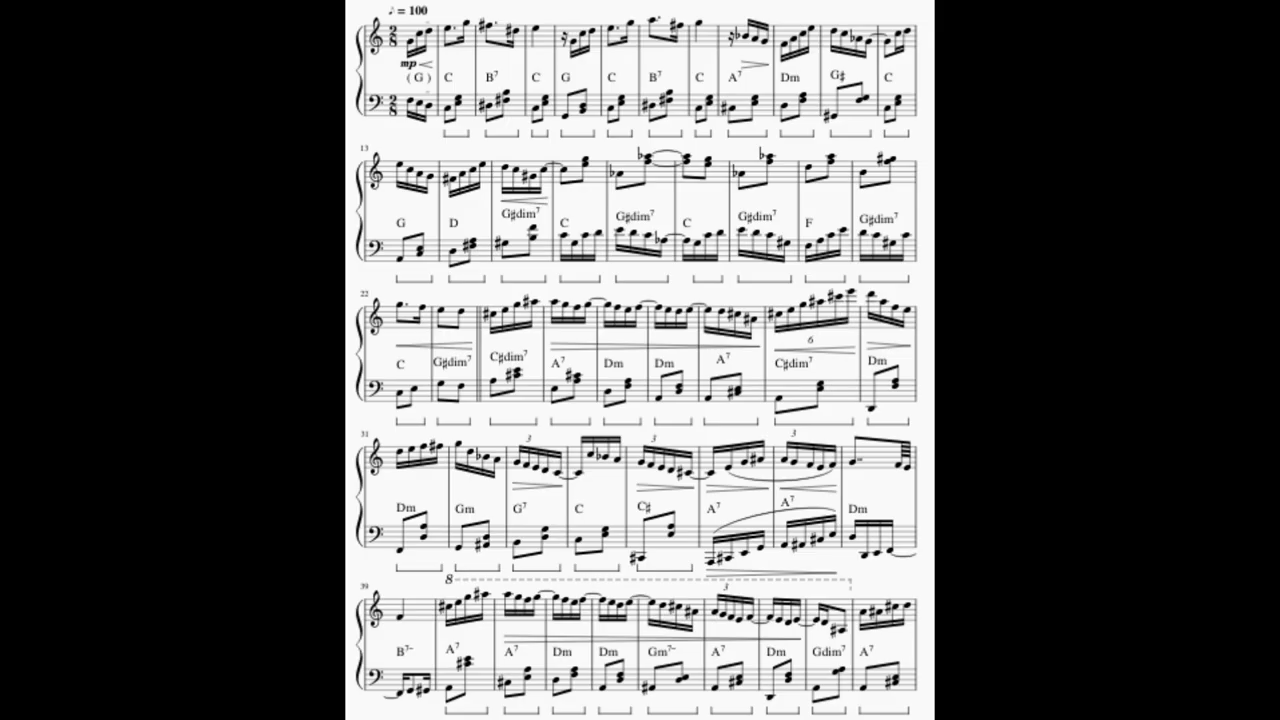 ♪ = 100
2 8
mp
( G ) C B7 C G C B7 C A7 Dm G♯ C
2 8
13
G D G♯dim7 C G♯dim7 C G♯dim7 F G♯dim7
22
6
C G♯dim7 C♯dim7 A7 Dm Dm A7 C♯dim7 Dm
31
3 3 3
Dm Gm G7 C C♯ A7 A7 Dm
39
8
3
B7- A7 A7 Dm Dm Gm7- A7 Dm Gdim7 A7